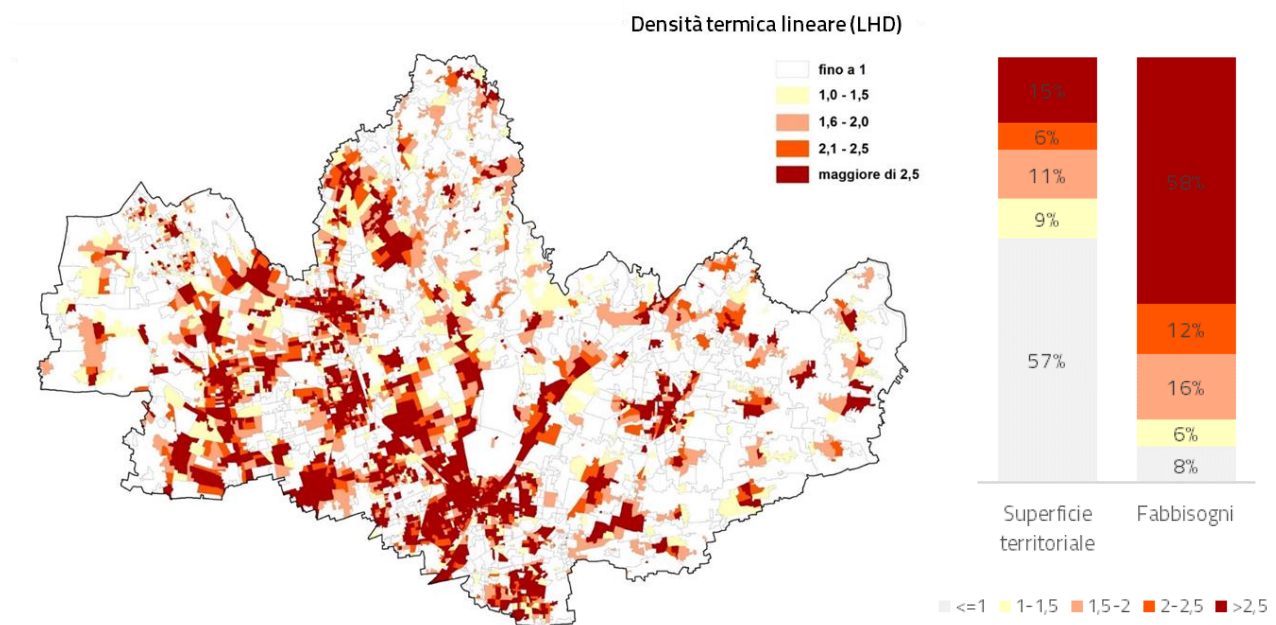 Densità termica lineare (LHD)
fino a 1
1,0 - 1,5
1,6 - 2,0
2,1 - 2,5
maggiore di 2,5
15%
6%
11%
9%
57%
58%
12%
16%
6%
8%
Superficie
territoriale
Fabbisogni
<=1 1-1,5 1,5-2 2-2,5 >2,5